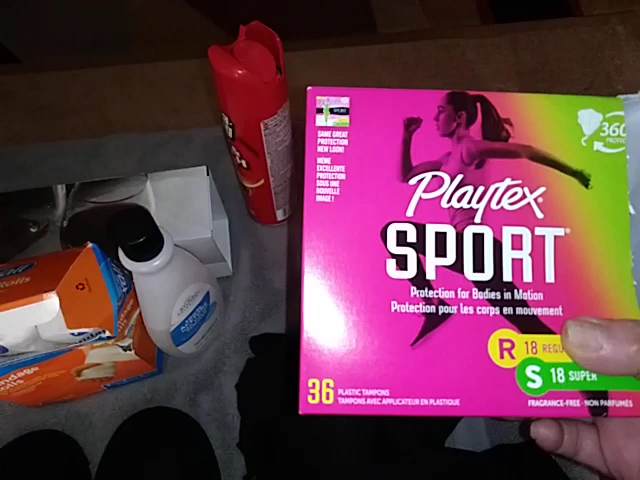 SAME GREAT
PROTECTION
NEW LOOK!
MÊME
EXCELLENTE
PROTECTION
SOUS UNE
NOUVELLE
IMAGE !
360°
Playtex
SPORT
Protection for Bodies in Motion
Protection pour les corps en mouvement
R 18 REGU
S 18 SUPER
36 PLASTIC TAMPONS
TAMPONS AVEC APPLICATEUR EN PLASTIQUE
FRAGRANCE-FREE · NON PARFUMÉS